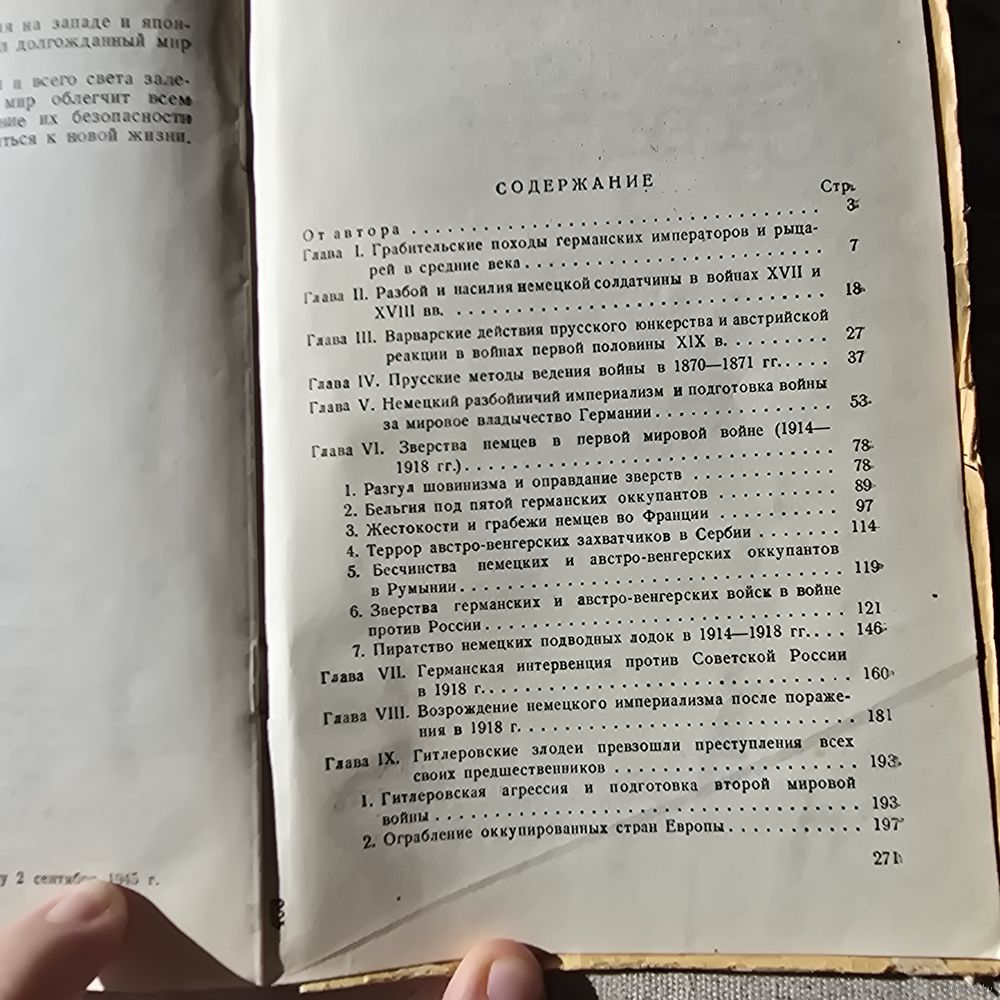 на западе и япон-
долгожданный мир
и всего света зале-
мир облегчит всем
их безопасности
к новой жизни.
2 сентября 1945 г.
СОДЕРЖАНИЕ
Стр.
От автора . . . . . . . . . . . . . . . . . . . . . . . . 3
Глава I. Грабительские походы германских императоров и рыца-
рей в средние века . . . . . . . . . . . . . . . . . . 7
Глава II. Разбой и насилия немецкой солдатчины в войнах XVII и
XVIII вв. . . . . . . . . . . . . . . . . . . . . . . . 18
Глава III. Варварские действия прусского юнкерства и австрийской
реакции в войнах первой половины XIX в. . . . . . . . . 27
Глава IV. Прусские методы ведения войны в 1870—1871 гг. . . . . 37
Глава V. Немецкий разбойничий империализм и подготовка войны
за мировое владычество Германии . . . . . . . . . . . 53
Глава VI. Зверства немцев в первой мировой войне (1914—
1918 гг.) . . . . . . . . . . . . . . . . . . . . . . . 78
1. Разгул шовинизма и оправдание зверств . . . . . . . . 78
2. Бельгия под пятой германских оккупантов . . . . . . . 89
3. Жестокости и грабежи немцев во Франции . . . . . . . 97
4. Террор австро-венгерских захватчиков в Сербии . . . . . . . 114
5. Бесчинства немецких и австро-венгерских оккупантов
в Румынии . . . . . . . . . . . . . . . . . . . . . . . 119
6. Зверства германских и австро-венгерских войск в войне
против России . . . . . . . . . . . . . . . . . . . . . 121
7. Пиратство немецких подводных лодок в 1914—1918 гг. . . . 146
Глава VII. Германская интервенция против Советской России
в 1918 г. . . . . . . . . . . . . . . . . . . . . . . . 160
Глава VIII. Возрождение немецкого империализма после пораже-
ния в 1918 г. . . . . . . . . . . . . . . . . . . . . . 181
Глава IX. Гитлеровские злодеи превзошли преступления всех
своих предшественников . . . . . . . . . . . . . . . . 193
1. Гитлеровская агрессия и подготовка второй мировой
войны . . . . . . . . . . . . . . . . . . . . . . . . . 193
2. Ограбление оккупированных стран Европы . . . . . . . . . . 197
271